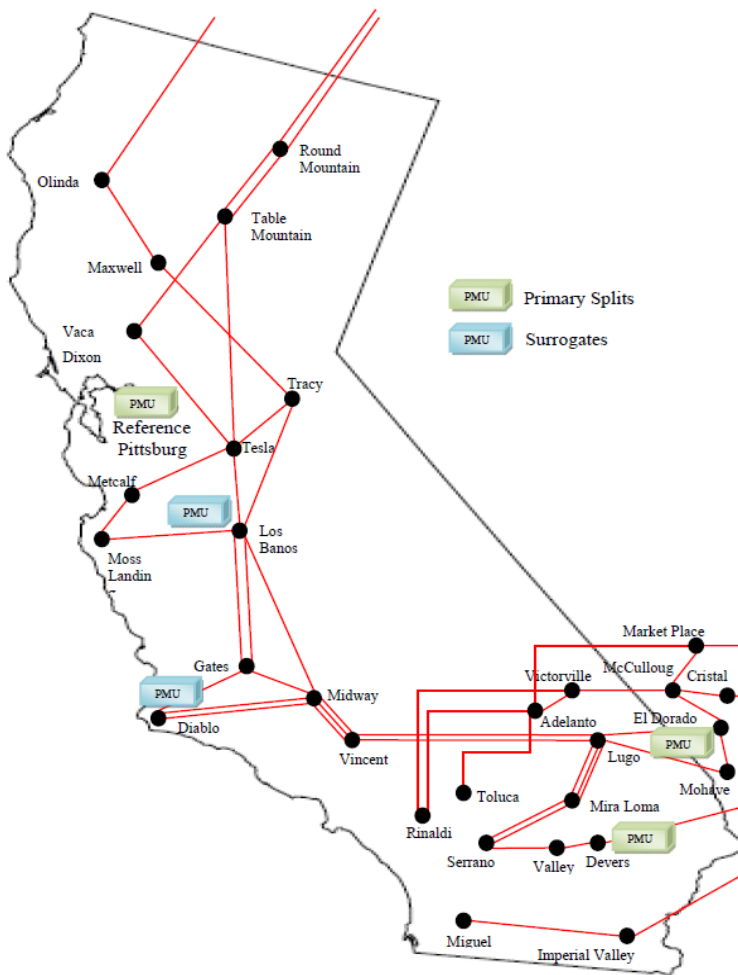 Round
Mountain
Olinda
Table
Mountain
Maxwell
PMU
Primary Splits
PMU
Surrogates
Vaca
Dixon
Tracy
PMU
Reference
Pittsburg
Tesla
Metcalf
PMU
Los
Banos
Moss
Landin
Gates
Market Place
McCulloug
Victorville
Cristal
PMU
Midway
Diablo
Adelanto
El Dorado
PMU
Vincent
Lugo
Mohave
Toluca
Mira Loma
Rinaldi
PMU
Serrano
Valley
Devers
Miguel
Imperial Valley